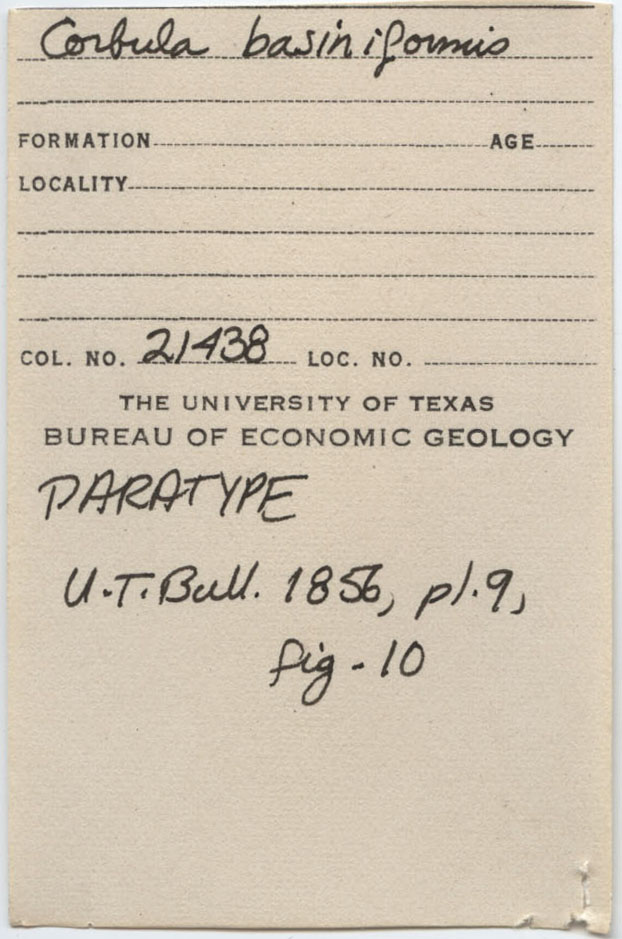 Corbula basiniformis
FORMATION AGE
LOCALITY
COL. NO. 21438 LOC. NO.
THE UNIVERSITY OF TEXAS
BUREAU OF ECONOMIC GEOLOGY
PARATYPE
U.T. Bull. 1856, pl. 9,
fig - 10